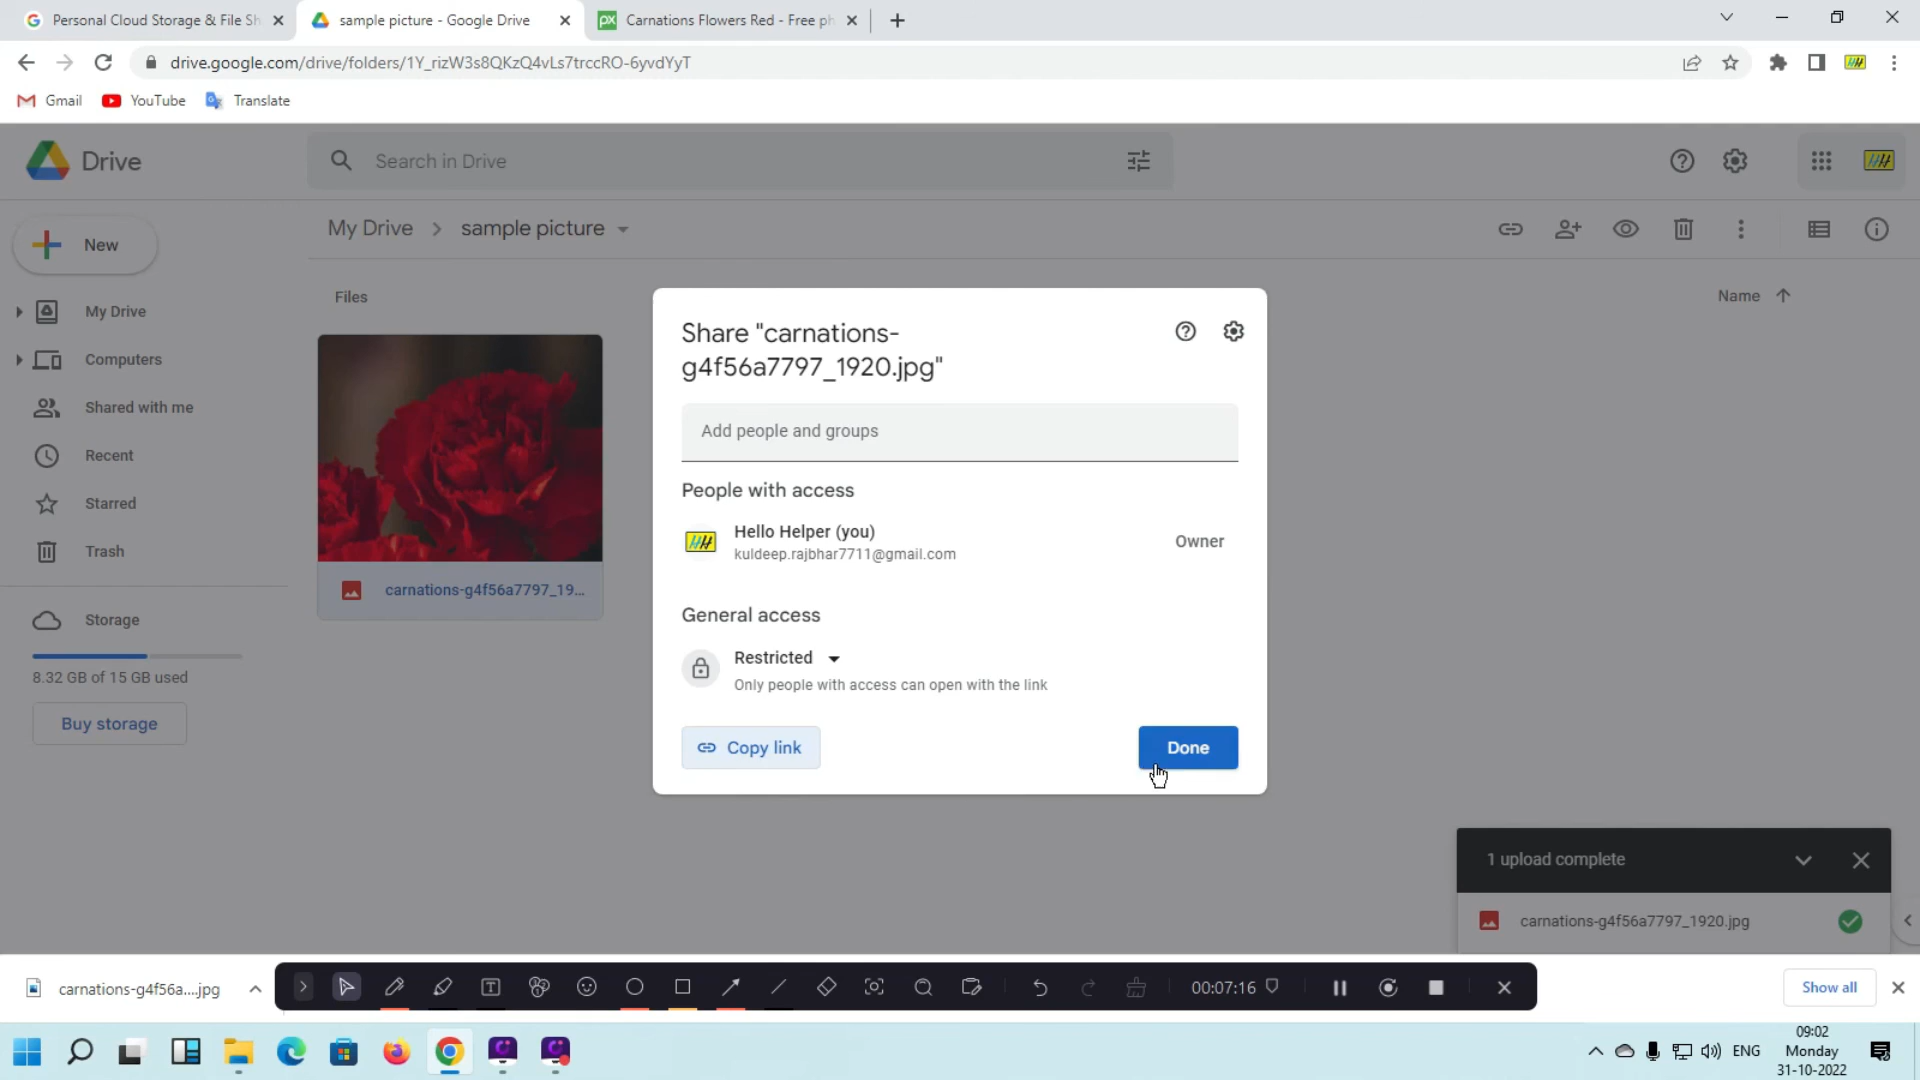 Personal Cloud Storage & File Sh
sample picture - Google Drive
Carnations Flowers Red - Free ph
drive.google.com/drive/folders/1Y_rizW3s8QKzQ4vLs7trccRO-6yvdYyT
Gmail
YouTube
Translate
Drive
Search in Drive
New
My Drive
sample picture
My Drive
Computers
Shared with me
Recent
Starred
Trash
Storage
8.32 GB of 15 GB used
Buy storage
Files
Name
carnations-g4f56a7797_19...
Share "carnations-
g4f56a7797_1920.jpg"
Add people and groups
People with access
Hello Helper (you)
kuldeep.rajbhar7711@gmail.com
Owner
General access
Restricted
Only people with access can open with the link
Copy link
Done
1 upload complete
carnations-g4f56a7797_1920.jpg
carnations-g4f56a....jpg
00:07:16
Show all
ENG
09:02
Monday
31-10-2022